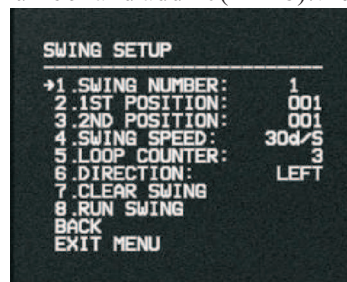 SWING SETUP
→1.SWING NUMBER: 1
2.1ST POSITION: 001
3.2ND POSITION: 001
4.SWING SPEED: 30d/S
5.LOOP COUNTER: 3
6.DIRECTION: LEFT
7.CLEAR SWING
8.RUN SWING
BACK
EXIT MENU